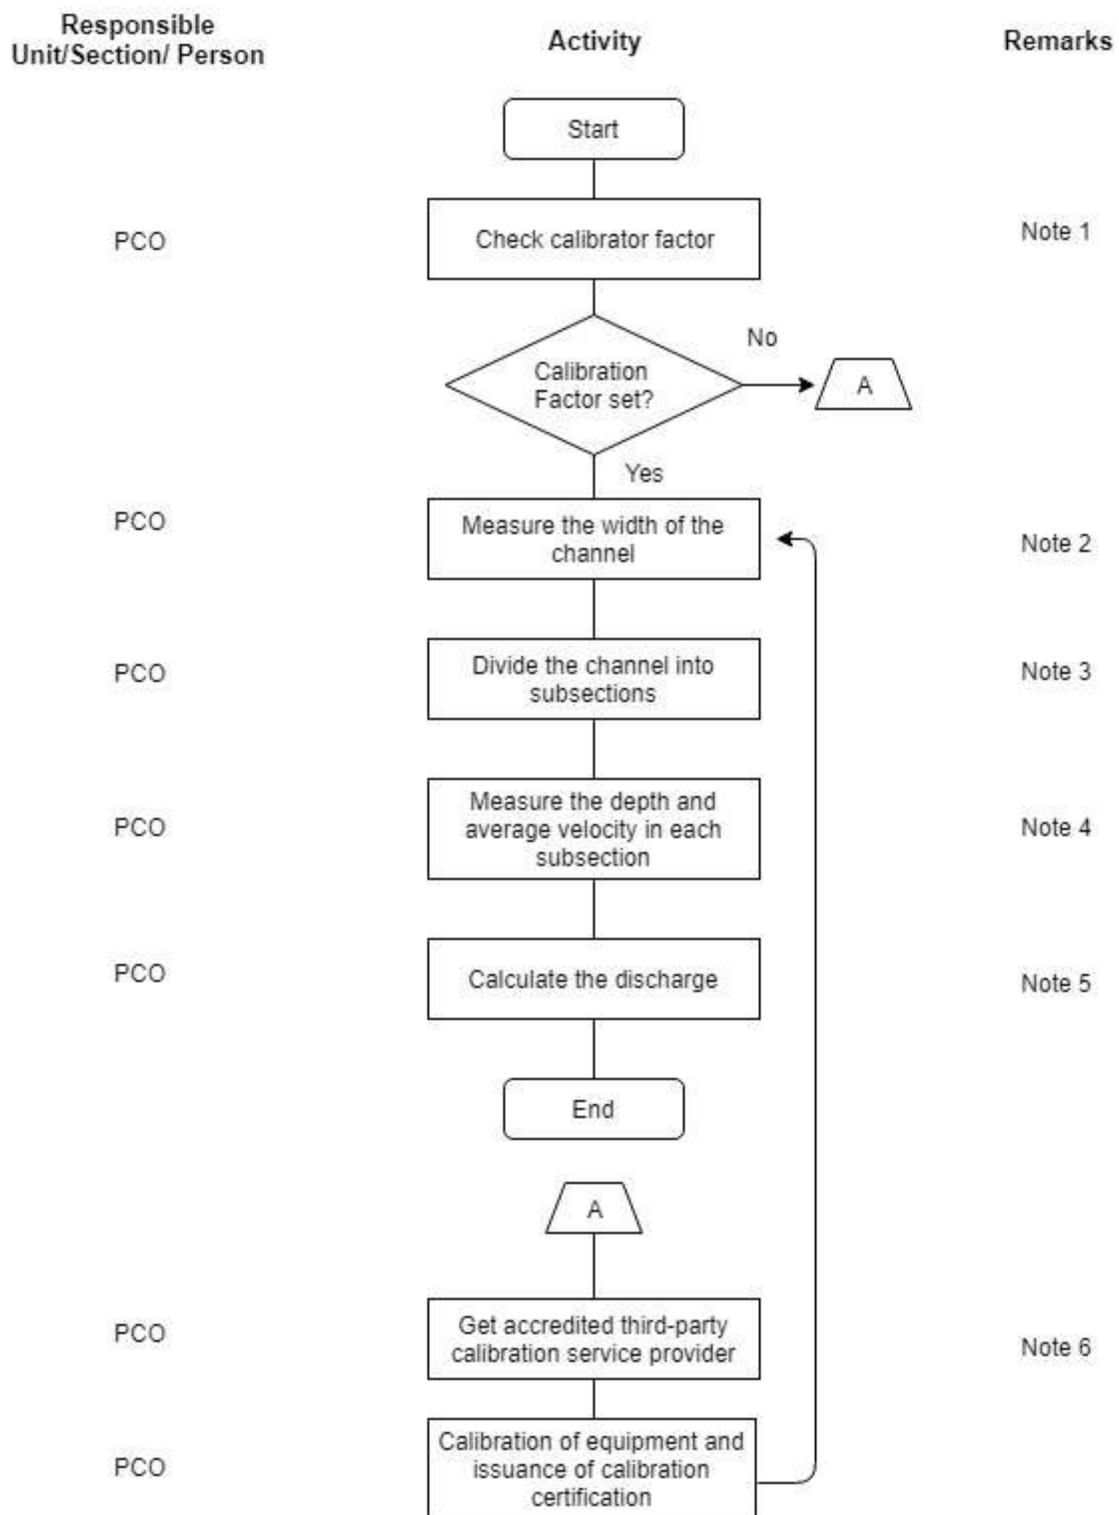 Responsible
Unit/Section/ Person
Activity
Remarks
Start
PCO
Check calibrator factor
Note 1
Calibration
Factor set?
No
A
Yes
PCO
Measure the width of the
channel
Note 2
PCO
Divide the channel into
subsections
Note 3
PCO
Measure the depth and
average velocity in each
subsection
Note 4
PCO
Calculate the discharge
Note 5
End
A
PCO
Get accredited third-party
calibration service provider
Note 6
PCO
Calibration of equipment and
issuance of calibration
certification